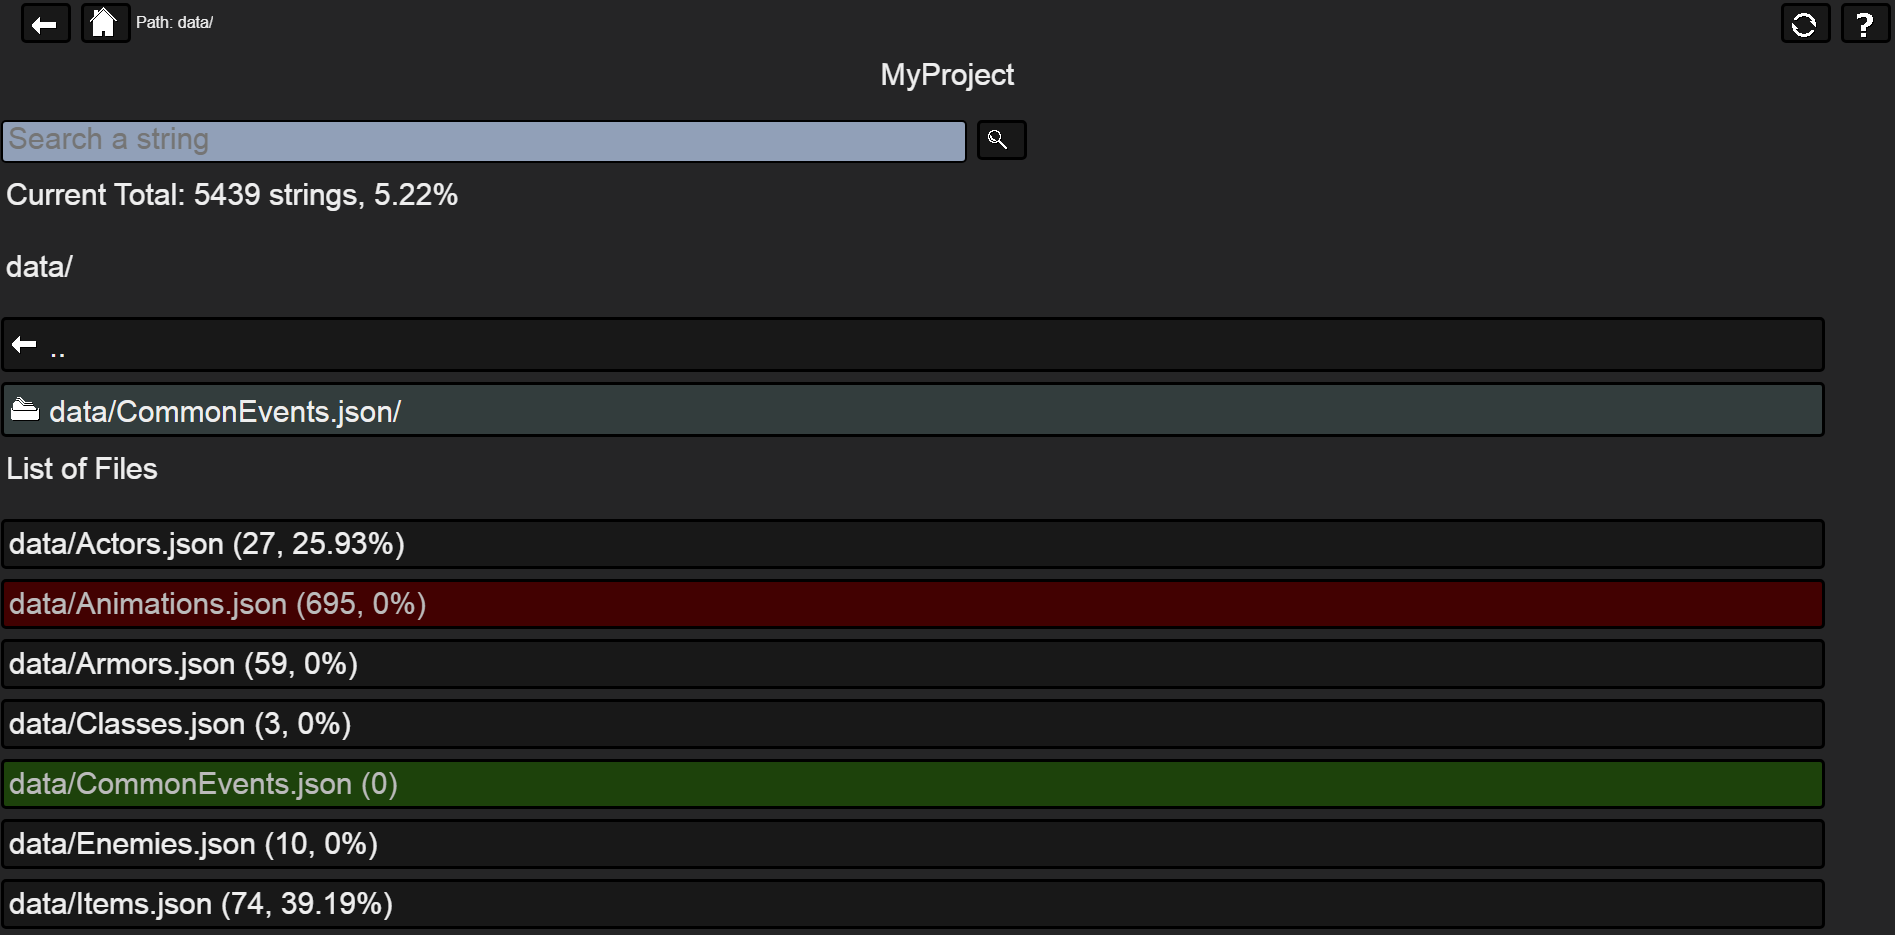 Path: data/
?
MyProject
Search a string
Current Total: 5439 strings, 5.22%
data/
..
data/CommonEvents.json/
List of Files
data/Actors.json (27, 25.93%)
data/Animations.json (695, 0%)
data/Armors.json (59, 0%)
data/Classes.json (3, 0%)
data/CommonEvents.json (0)
data/Enemies.json (10, 0%)
data/Items.json (74, 39.19%)